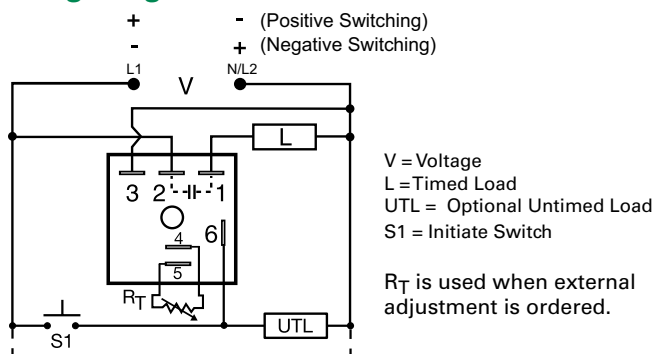 + - (Positive Switching)
- + (Negative Switching)
L1 N/L2
V
L
3 2 1
6
4
5
RT
UTL
S1
V = Voltage
L = Timed Load
UTL = Optional Untimed Load
S1 = Initiate Switch
RT is used when external
adjustment is ordered.